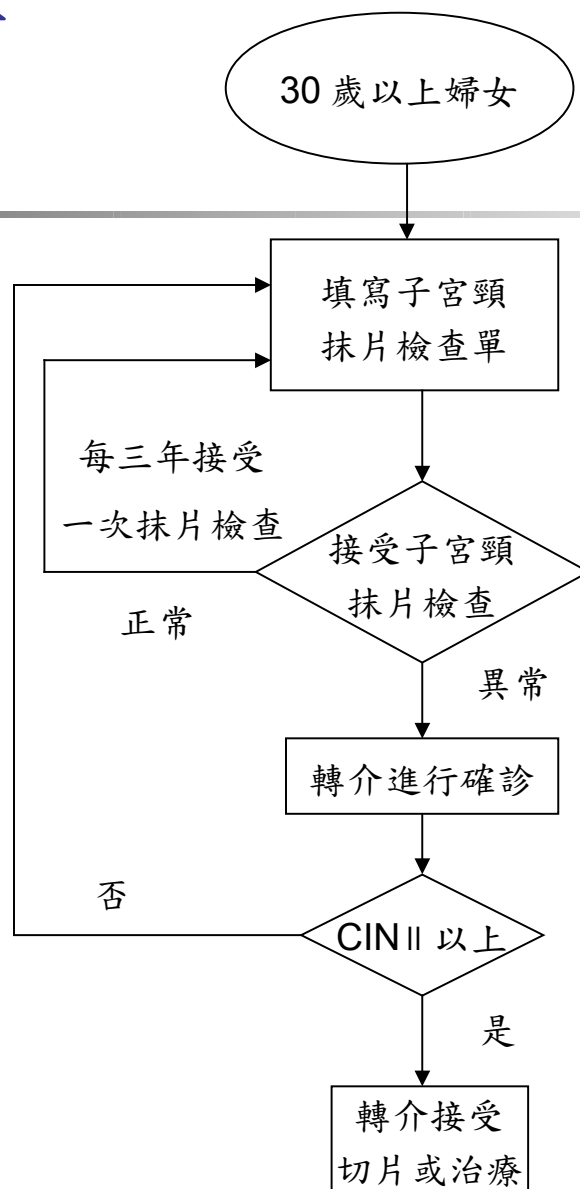 30 歲以上婦女
填寫子宮頸
抹片檢查單
每三年接受
一次抹片檢查
接受子宮頸
抹片檢查
正常
異常
轉介進行確診
否
CINⅡ 以上
是
轉介接受
切片或治療